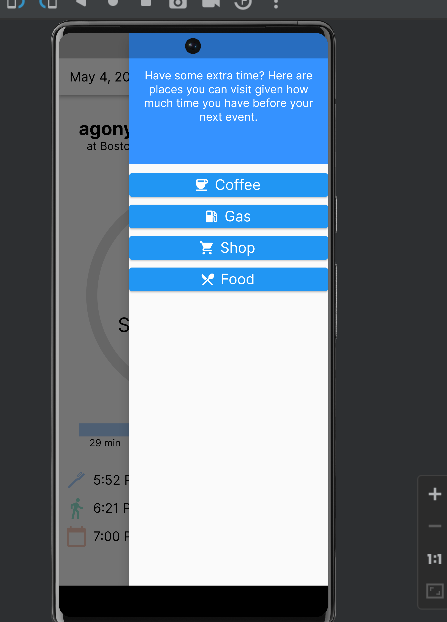 May 4, 20
Have some extra time? Here are
places you can visit given how
much time you have before your
next event.
agony
at Bosto
Coffee
Gas
Shop
Food
S
29 min
5:52 P
6:21 P
7:00 P
1:1